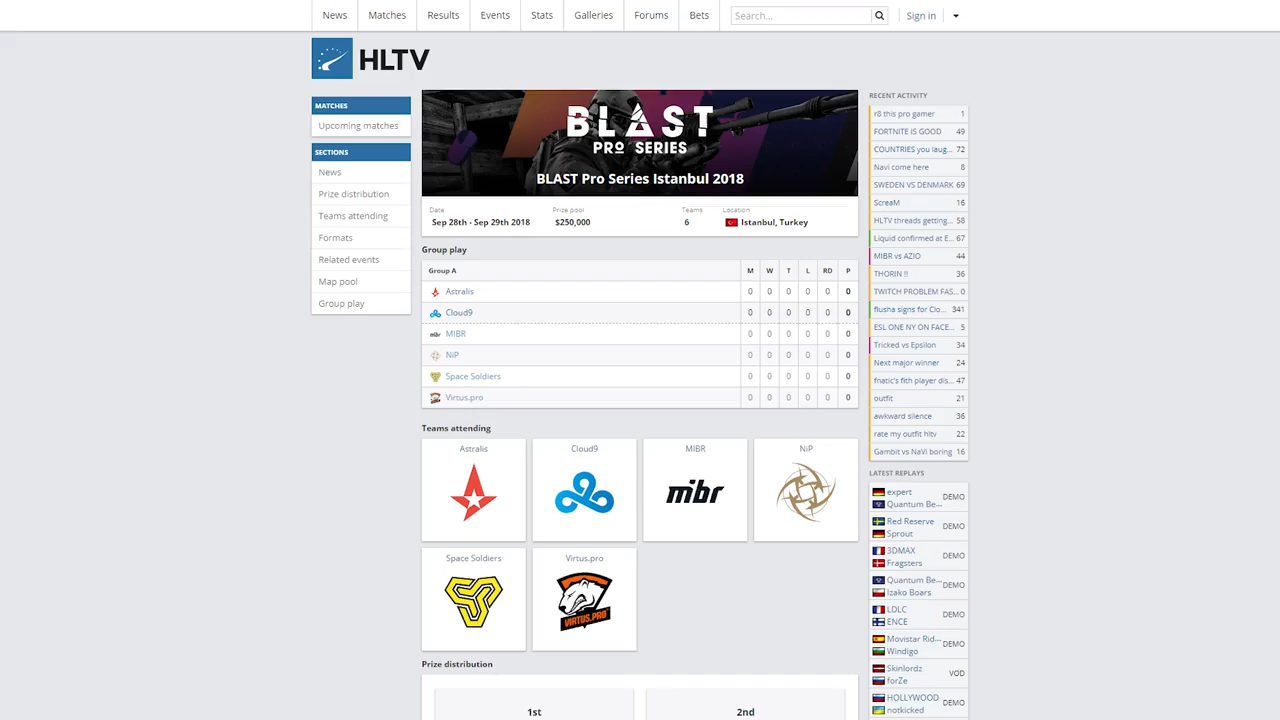 News Matches Results Events Stats Galleries Forums Bets Search... Sign in
HLTV
MATCHES
Upcoming matches
SECTIONS
News
Prize distribution
Teams attending
Formats
Related events
Map pool
Group play
BLAST
PRO SERIES
BLAST Pro Series Istanbul 2018
Date Prize pool Teams Location
Sep 28th - Sep 29th 2018 $250,000 6 Istanbul, Turkey
Group play
Group A M W T L RD P
Astralis 0 0 0 0 0 0
Cloud9 0 0 0 0 0 0
MIBR 0 0 0 0 0 0
NiP 0 0 0 0 0 0
Space Soldiers 0 0 0 0 0 0
Virtus.pro 0 0 0 0 0 0
Teams attending
Astralis Cloud9 MIBR NiP
mibr
Space Soldiers Virtus.pro
VIRTUS.PRO
Prize distribution
1st 2nd
RECENT ACTIVITY
r8 this pro gamer 1
FORTNITE IS GOOD 49
COUNTRIES you laug... 72
Navi come here 8
SWEDEN VS DENMARK 69
ScreaM 16
HLTV threads getting... 58
Liquid confirmed at E... 67
MIBR vs AZIO 44
THORIN !! 36
TWITCH PROBLEM FAS... 0
flusha signs for Clo... 341
ESL ONE NY ON FACE... 5
Tricked vs Epsilon 34
Next major winner 24
fnatic's fith player dis... 47
outfit 21
awkward silence 36
rate my outfit hltv 22
Gambit vs NaVi boring 16
LATEST REPLAYS
expert
Quantum Be... DEMO
Red Reserve
Sprout DEMO
3DMAX
Fragsters DEMO
Quantum Be...
Izako Boars DEMO
LDLC
ENCE DEMO
Movistar Rid...
Windigo DEMO
Skinlordz
forZe VOD
HOLLYWOOD
notkicked DEMO